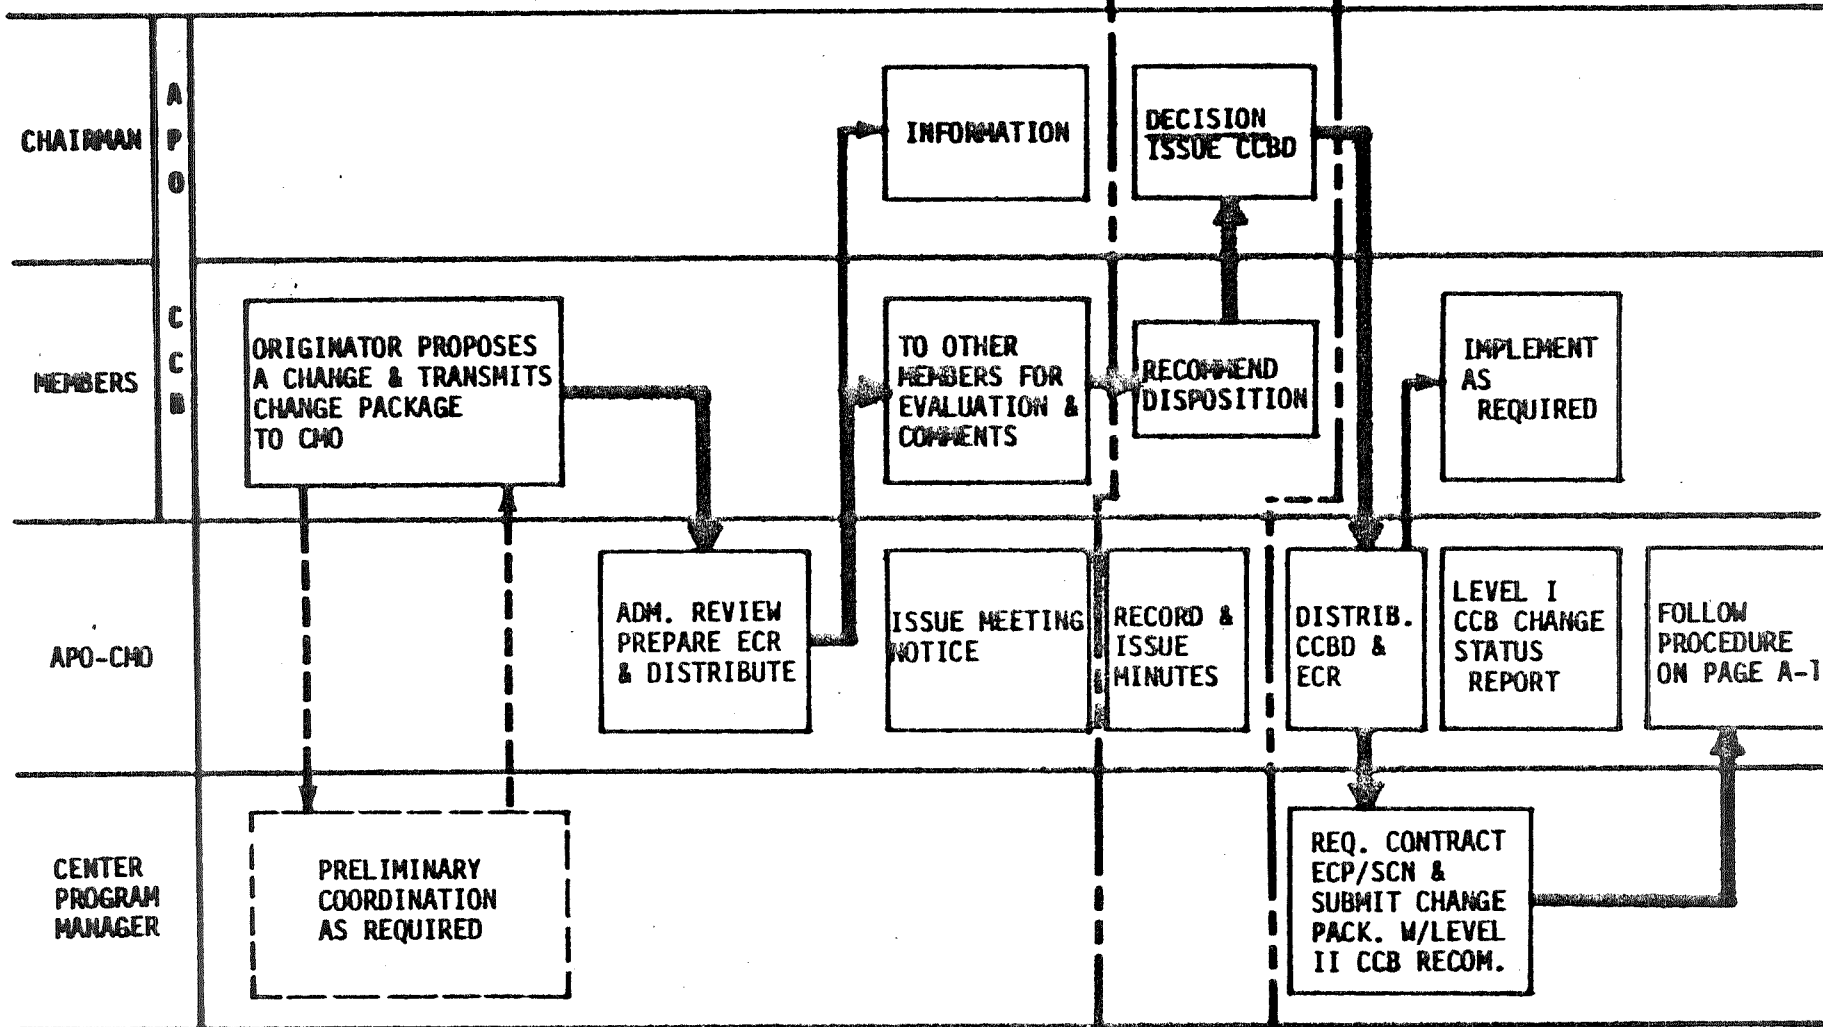 CHAIRMAN
APO
CCB
INFORMATION
DECISION
ISSUE CCBD
MEMBERS
ORIGINATOR PROPOSES
A CHANGE & TRANSMITS
CHANGE PACKAGE
TO CMO
TO OTHER
MEMBERS FOR
EVALUATION &
COMMENTS
RECOMMEND
DISPOSITION
IMPLEMENT
AS
REQUIRED
APO-CMO
ADM. REVIEW
PREPARE ECR
& DISTRIBUTE
ISSUE MEETING
NOTICE
RECORD &
ISSUE
MINUTES
DISTRIB.
CCBD &
ECR
LEVEL I
CCB CHANGE
STATUS
REPORT
FOLLOW
PROCEDURE
ON PAGE A-1
CENTER
PROGRAM
MANAGER
PRELIMINARY
COORDINATION
AS REQUIRED
REQ. CONTRACT
ECP/SCN &
SUBMIT CHANGE
PACK. W/LEVEL
II CCB RECOM.